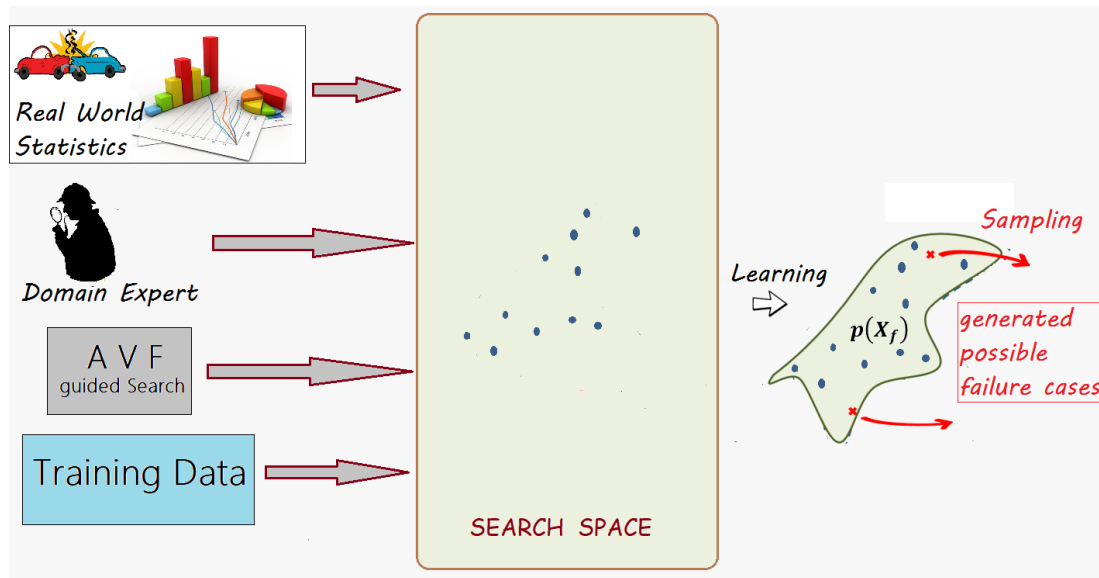 Real World
Statistics
Domain Expert
A V F
guided Search
Training Data
SEARCH SPACE
Learning
p(X_f)
Sampling
generated
possible
failure cases